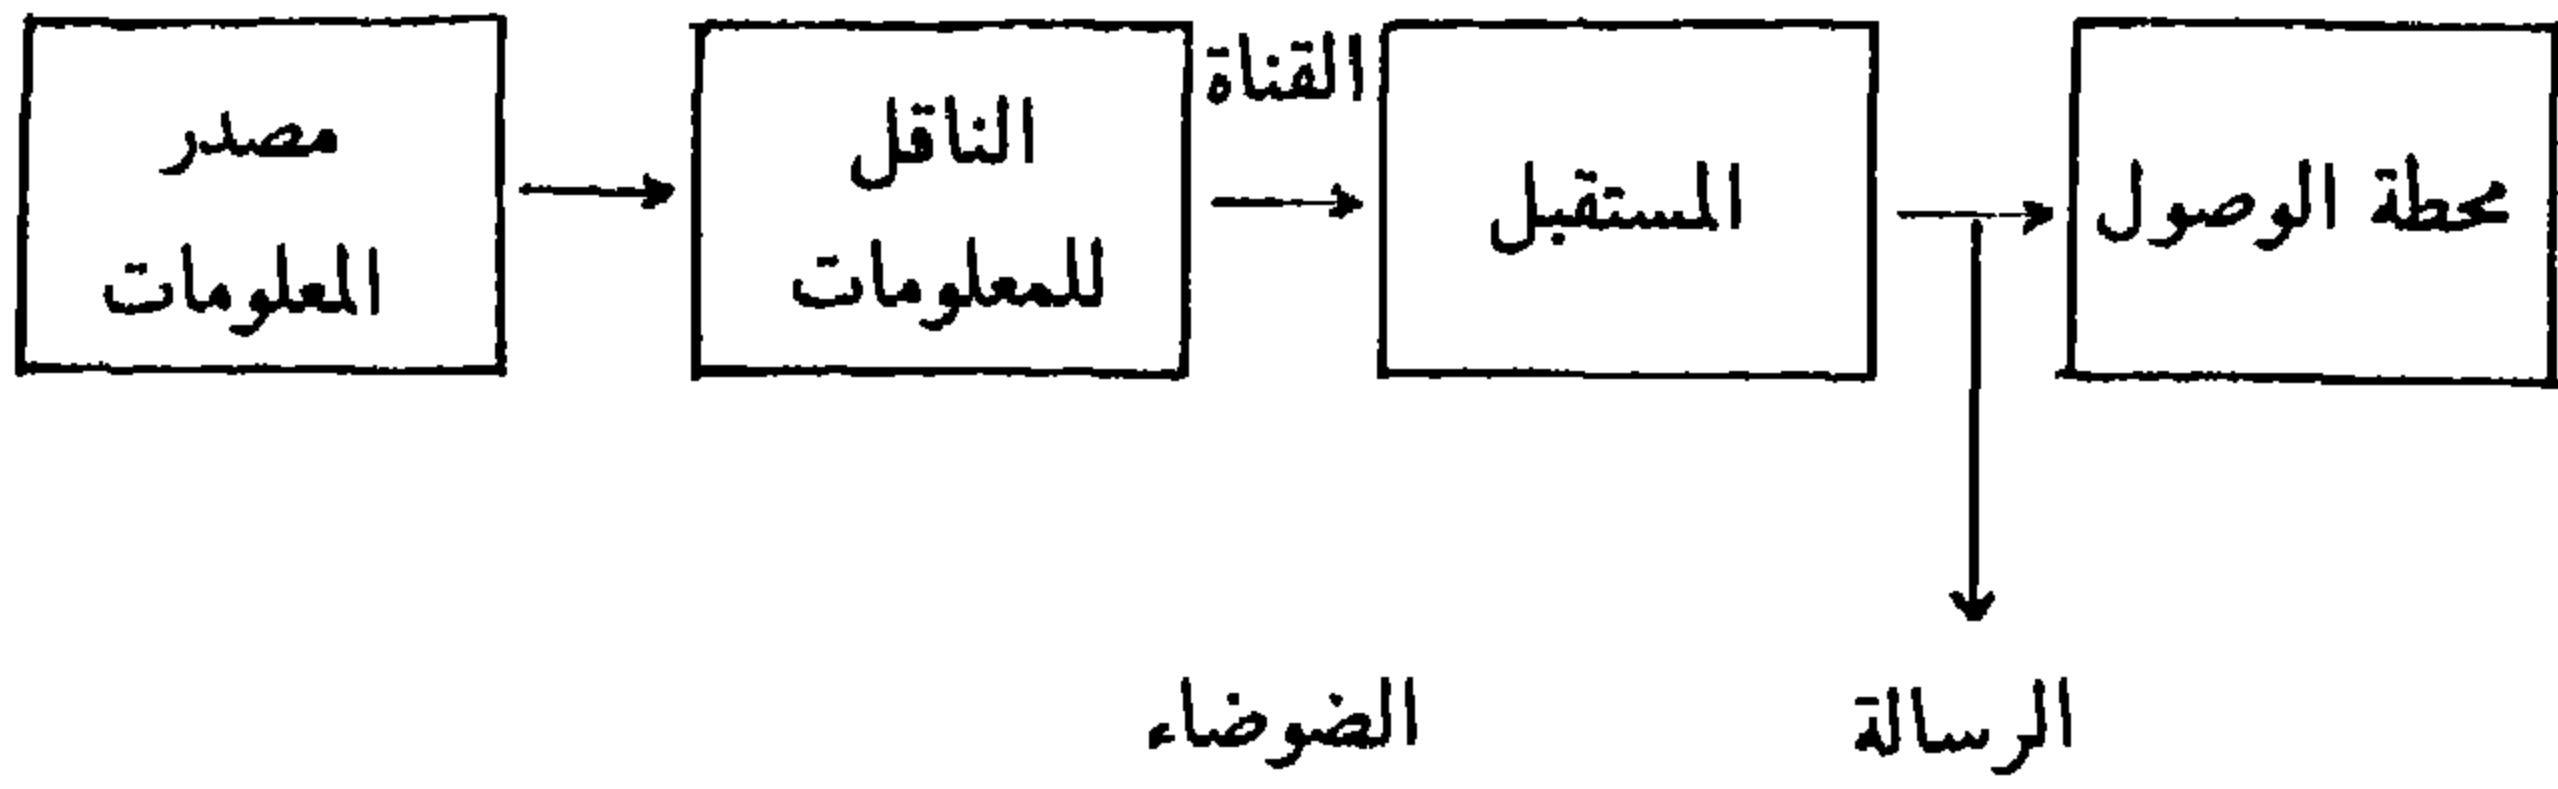 مصدر
المعلومات
الناقل
للمعلومات
القناة
المستقبل
محطة الوصول
الضوضاء
الرسالة